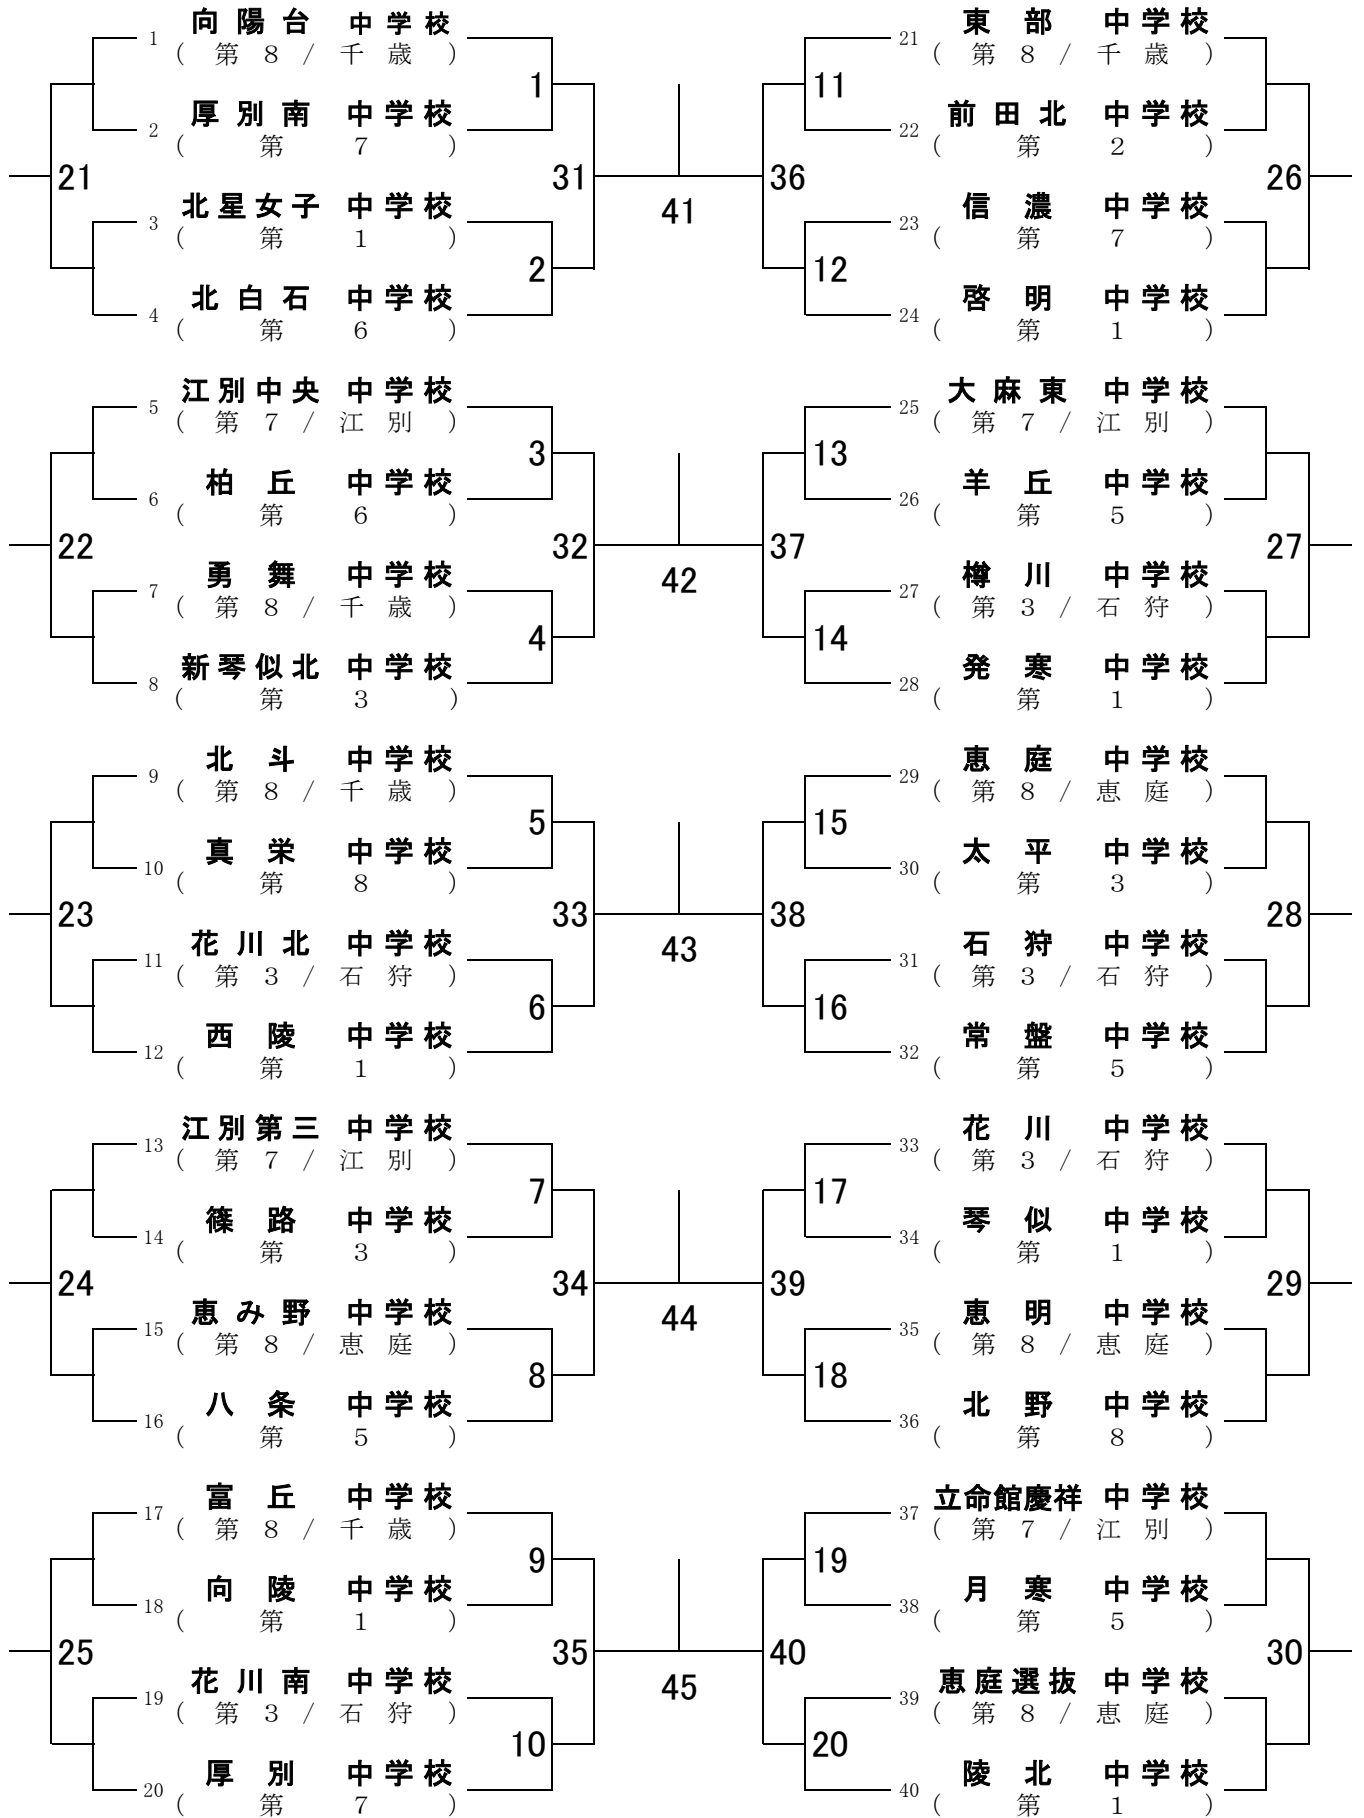 1 向陽台 中学校
( 第 8 / 千 歳 )
1
2 厚別南 中学校
( 第 7 )
21
31
3 北星女子 中学校
( 第 1 )
2
4 北白石 中学校
( 第 6 )
41
21 東部 中学校
( 第 8 / 千 歳 )
11
22 前田北 中学校
( 第 2 )
36
26
23 信濃 中学校
( 第 7 )
12
24 啓明 中学校
( 第 1 )
5 江別中央 中学校
( 第 7 / 江 別 )
3
6 柏丘 中学校
( 第 6 )
22
32
7 勇舞 中学校
( 第 8 / 千 歳 )
4
8 新琴似北 中学校
( 第 3 )
42
25 大麻東 中学校
( 第 7 / 江 別 )
13
26 羊丘 中学校
( 第 5 )
37
27
27 樽川 中学校
( 第 3 / 石 狩 )
14
28 発寒 中学校
( 第 1 )
9 北斗 中学校
( 第 8 / 千 歳 )
5
10 真栄 中学校
( 第 8 )
23
33
11 花川北 中学校
( 第 3 / 石 狩 )
6
12 西陵 中学校
( 第 1 )
43
29 恵庭 中学校
( 第 8 / 恵 庭 )
15
30 太平 中学校
( 第 3 )
38
28
31 石狩 中学校
( 第 3 / 石 狩 )
16
32 常盤 中学校
( 第 5 )
13 江別第三 中学校
( 第 7 / 江 別 )
7
14 篠路 中学校
( 第 3 )
24
34
15 恵み野 中学校
( 第 8 / 恵 庭 )
8
16 八条 中学校
( 第 5 )
44
33 花川 中学校
( 第 3 / 石 狩 )
17
34 琴似 中学校
( 第 1 )
39
29
35 恵明 中学校
( 第 8 / 恵 庭 )
18
36 北野 中学校
( 第 8 )
17 富丘 中学校
( 第 8 / 千 歳 )
9
18 向陵 中学校
( 第 1 )
25
35
19 花川南 中学校
( 第 3 / 石 狩 )
10
20 厚別 中学校
( 第 7 )
45
37 立命館慶祥 中学校
( 第 7 / 江 別 )
19
38 月寒 中学校
( 第 5 )
40
30
39 恵庭選抜 中学校
( 第 8 / 恵 庭 )
20
40 陵北 中学校
( 第 1 )